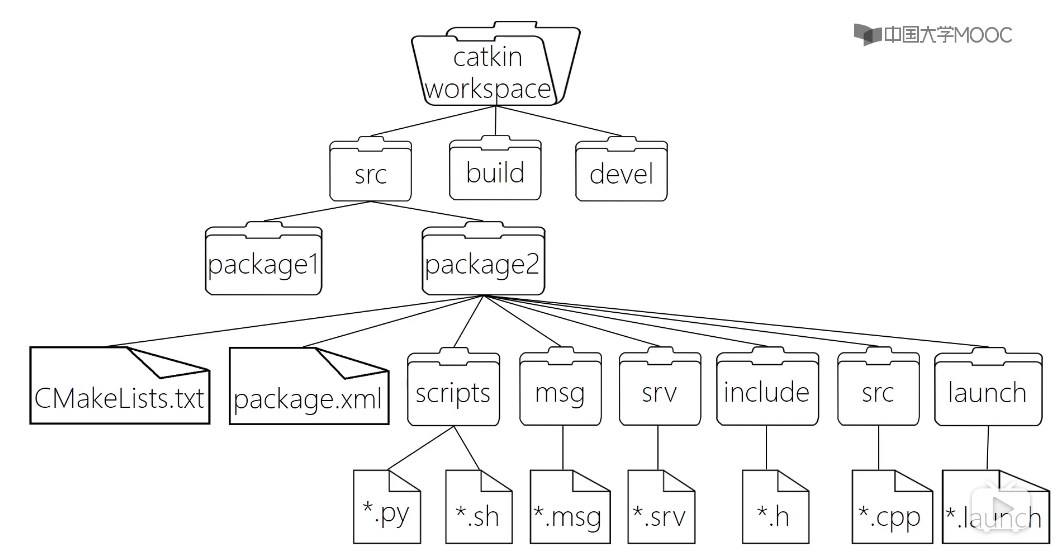 中国大学MOOC
catkin
workspace
src
build
devel
package1
package2
CMakeLists.txt
package.xml
scripts
msg
srv
include
src
launch
*.py
*.sh
*.msg
*.srv
*.h
*.cpp
*.launch